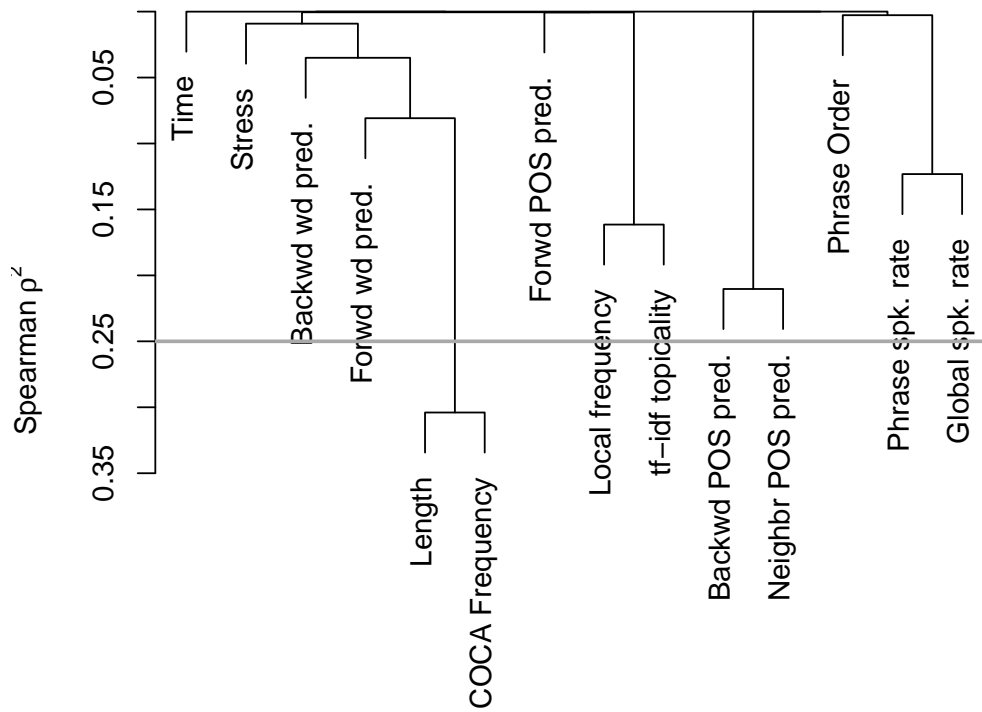 Spearman ρ²
0.05
0.15
0.25
0.35
Time
Stress
Backwd wd pred.
Forwd wd pred.
Length
COCA Frequency
Forwd POS pred.
Local frequency
tf−idf topicality
Backwd POS pred.
Neighbr POS pred.
Phrase Order
Phrase spk. rate
Global spk. rate